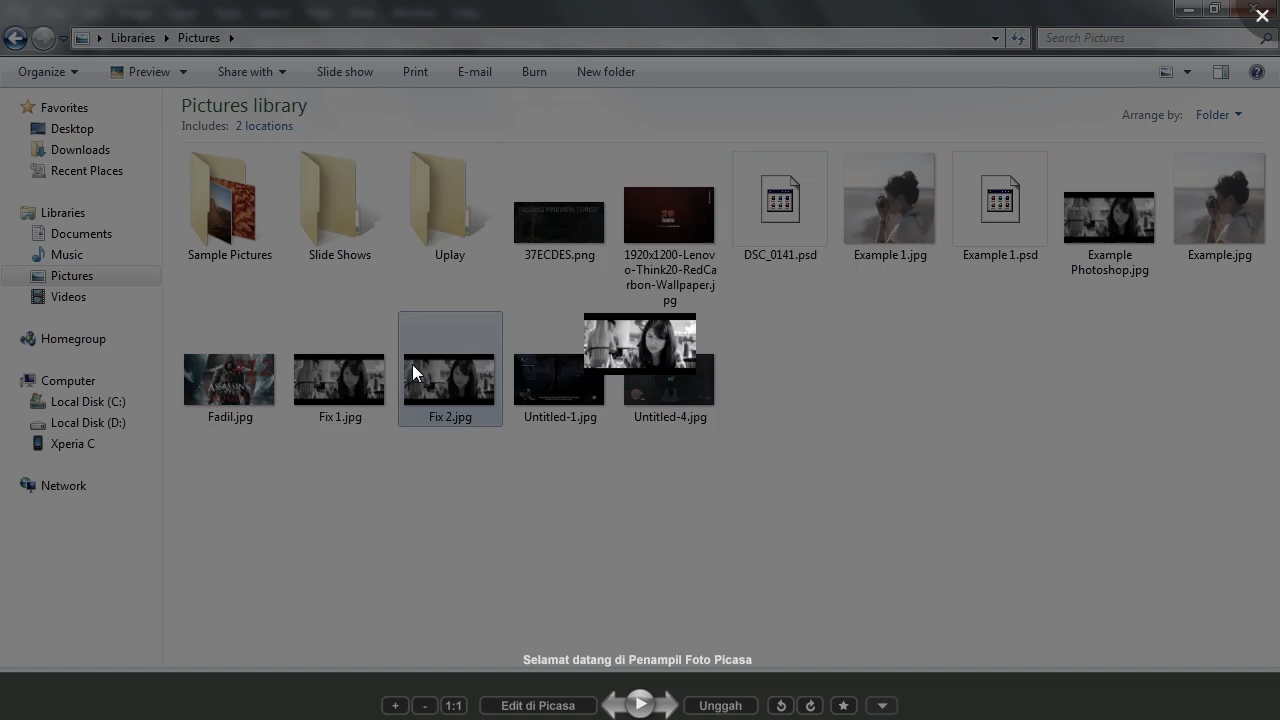 Libraries Pictures
Search Pictures
Organize Preview Share with Slide show Print E-mail Burn New folder
Pictures library
Includes: 2 locations
Arrange by: Folder
Favorites
Desktop
Downloads
Recent Places
Libraries
Documents
Music
Pictures
Videos
Homegroup
Computer
Local Disk (C:)
Local Disk (D:)
Xperia C
Network
Sample Pictures
Slide Shows
Uplay
37ECDES.png
1920x1200-Lenov
o-Think20-RedCa
rbon-Wallpaper.j
pg
DSC_0141.psd
Example 1.jpg
Example 1.psd
Example
Photoshop.jpg
Example.jpg
Fadil.jpg
Fix 1.jpg
Fix 2.jpg
Untitled-1.jpg
Untitled-4.jpg
Selamat datang di Penampil Foto Picasa
+ - 1:1 Edit di Picasa Unggah